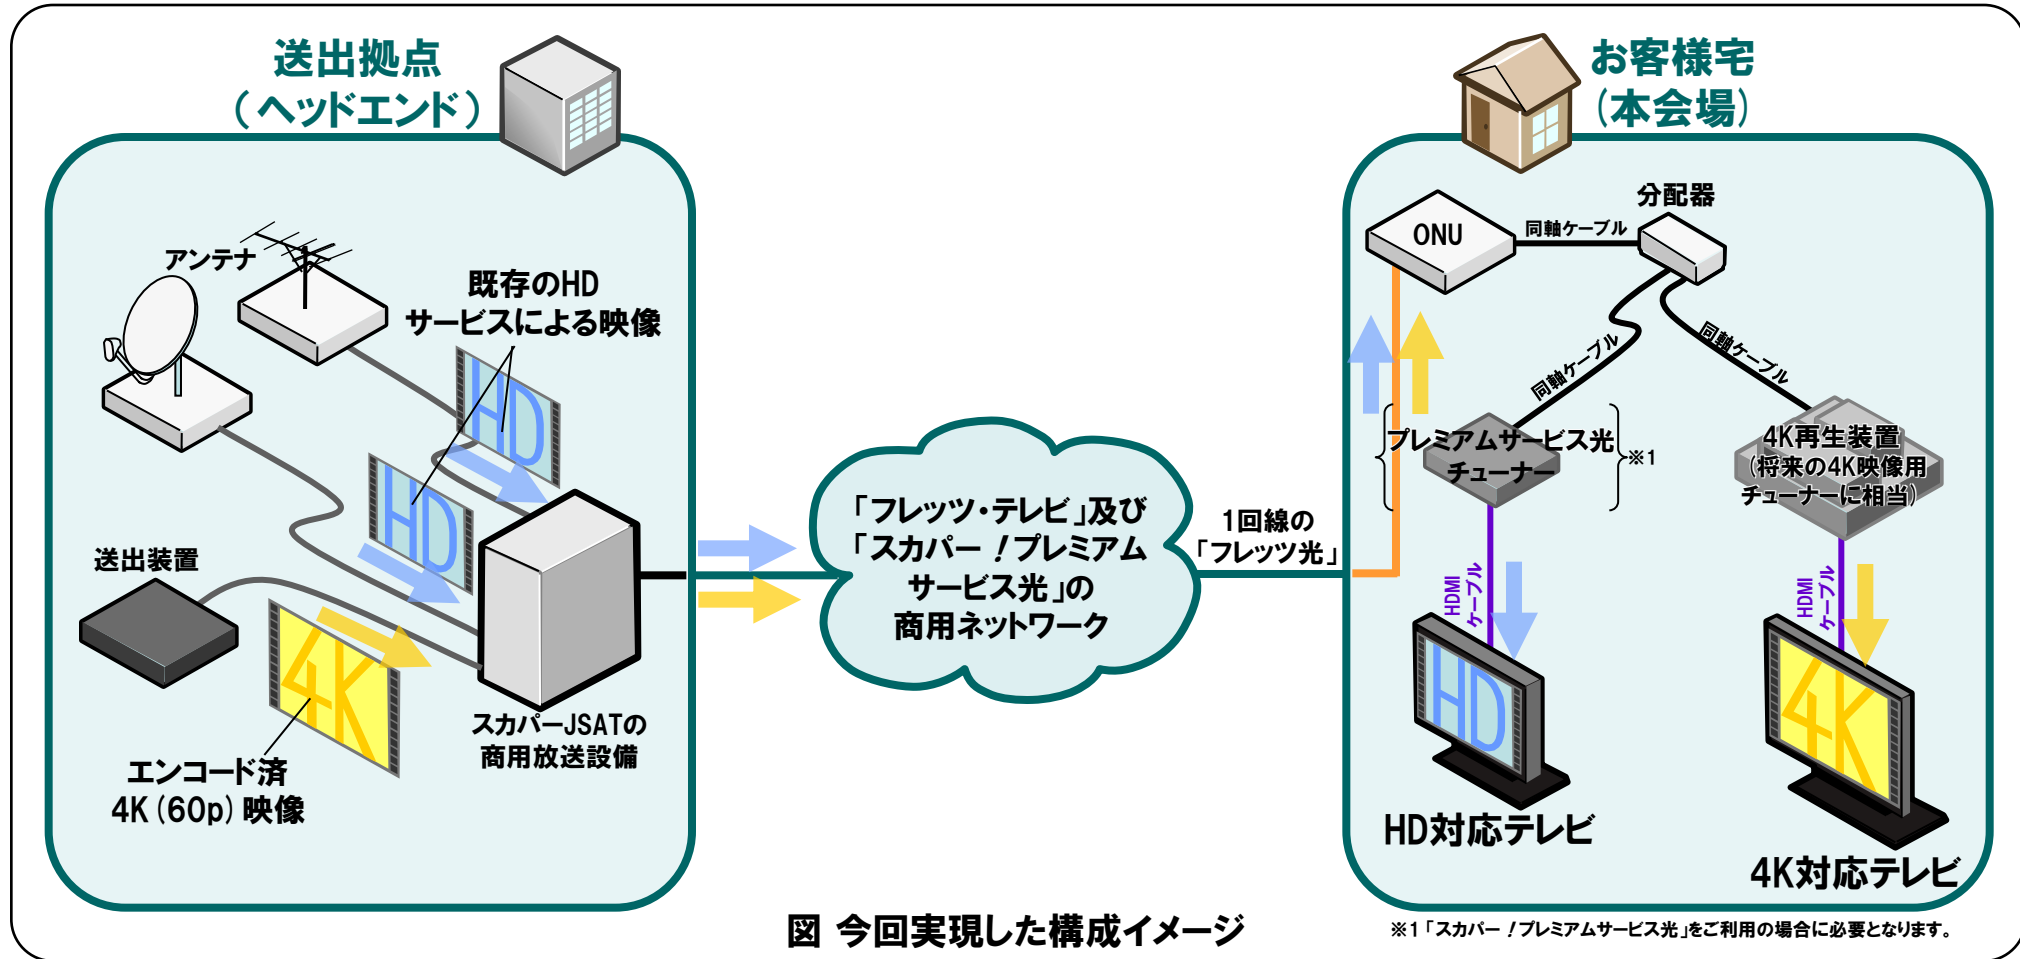 送出拠点
（ヘッドエンド）
アンテナ
既存のHD
サービスによる映像
HD
HD
送出装置
4K
エンコード済
4K（60p）映像
スカパーJSATの
商用放送設備
「フレッツ・テレビ」及び
「スカパー！プレミアム
サービス光」の
商用ネットワーク
1回線の
「フレッツ光」
お客様宅
（本会場）
ONU
同軸ケーブル
分配器
同軸ケーブル
同軸ケーブル
プレミアムサービス光
チューナー
※1
4K再生装置
（将来の4K映像用
チューナーに相当）
HDMI
ケーブル
HDMI
ケーブル
HD
HD対応テレビ
4K
4K対応テレビ
図 今回実現した構成イメージ
※1「スカパー！プレミアムサービス光」をご利用の場合に必要となります。